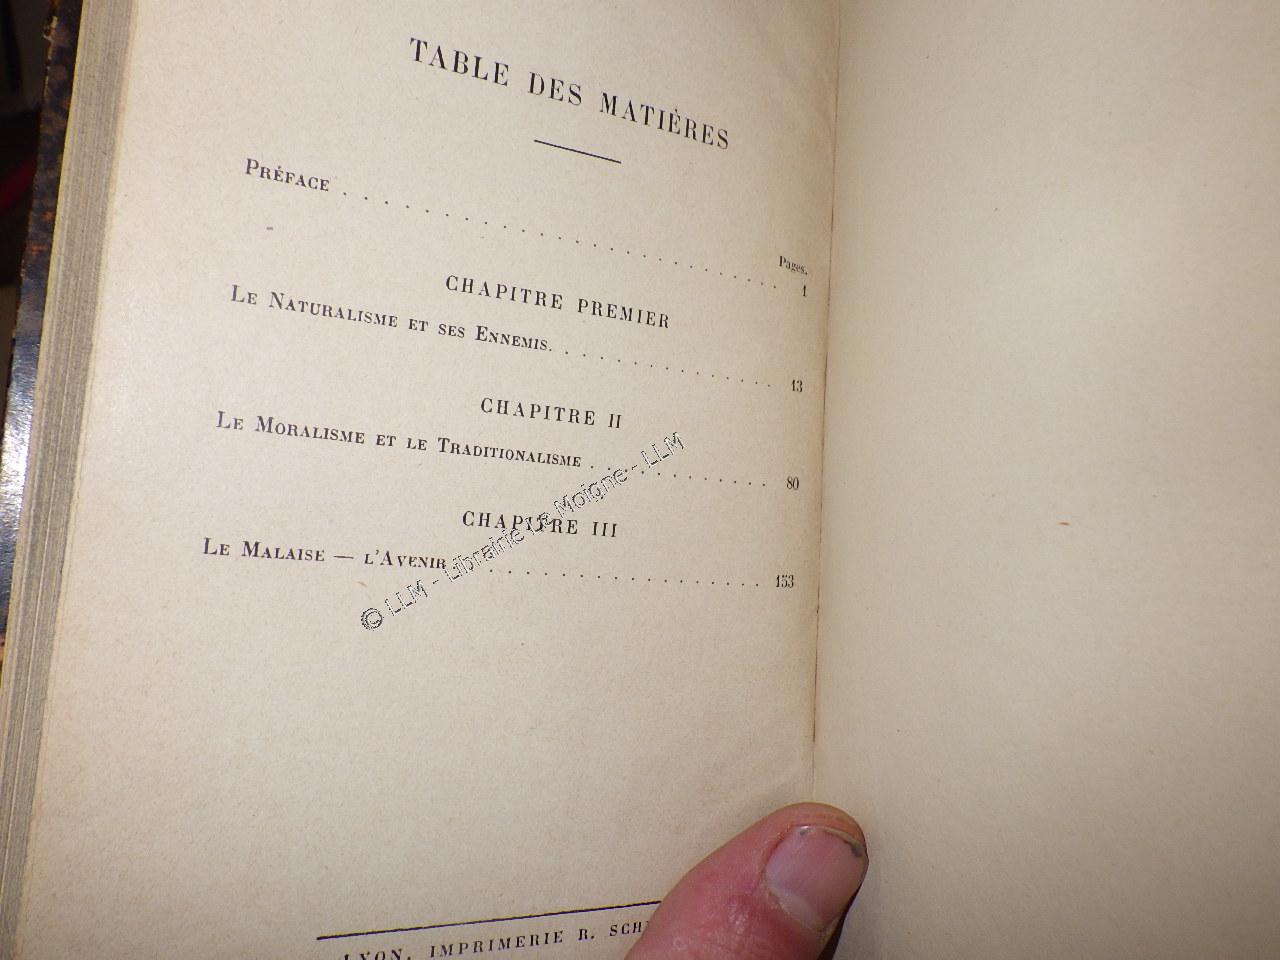 TABLE DES MATIÈRES
PRÉFACE . . . . . . . . . . . . . . . . . . . . . .
Pages.
1
CHAPITRE PREMIER
LE NATURALISME ET SES ENNEMIS. . . . . . . . . . . . . 13
CHAPITRE II
LE MORALISME ET LE TRADITIONALISME . . . . . . . . . . . 80
CHAPITRE III
LE MALAISE — L'AVENIR . . . . . . . . . . . . . . . . 153
© LLM - Librairie Le Moigne - LLM
LYON. IMPRIMERIE R.